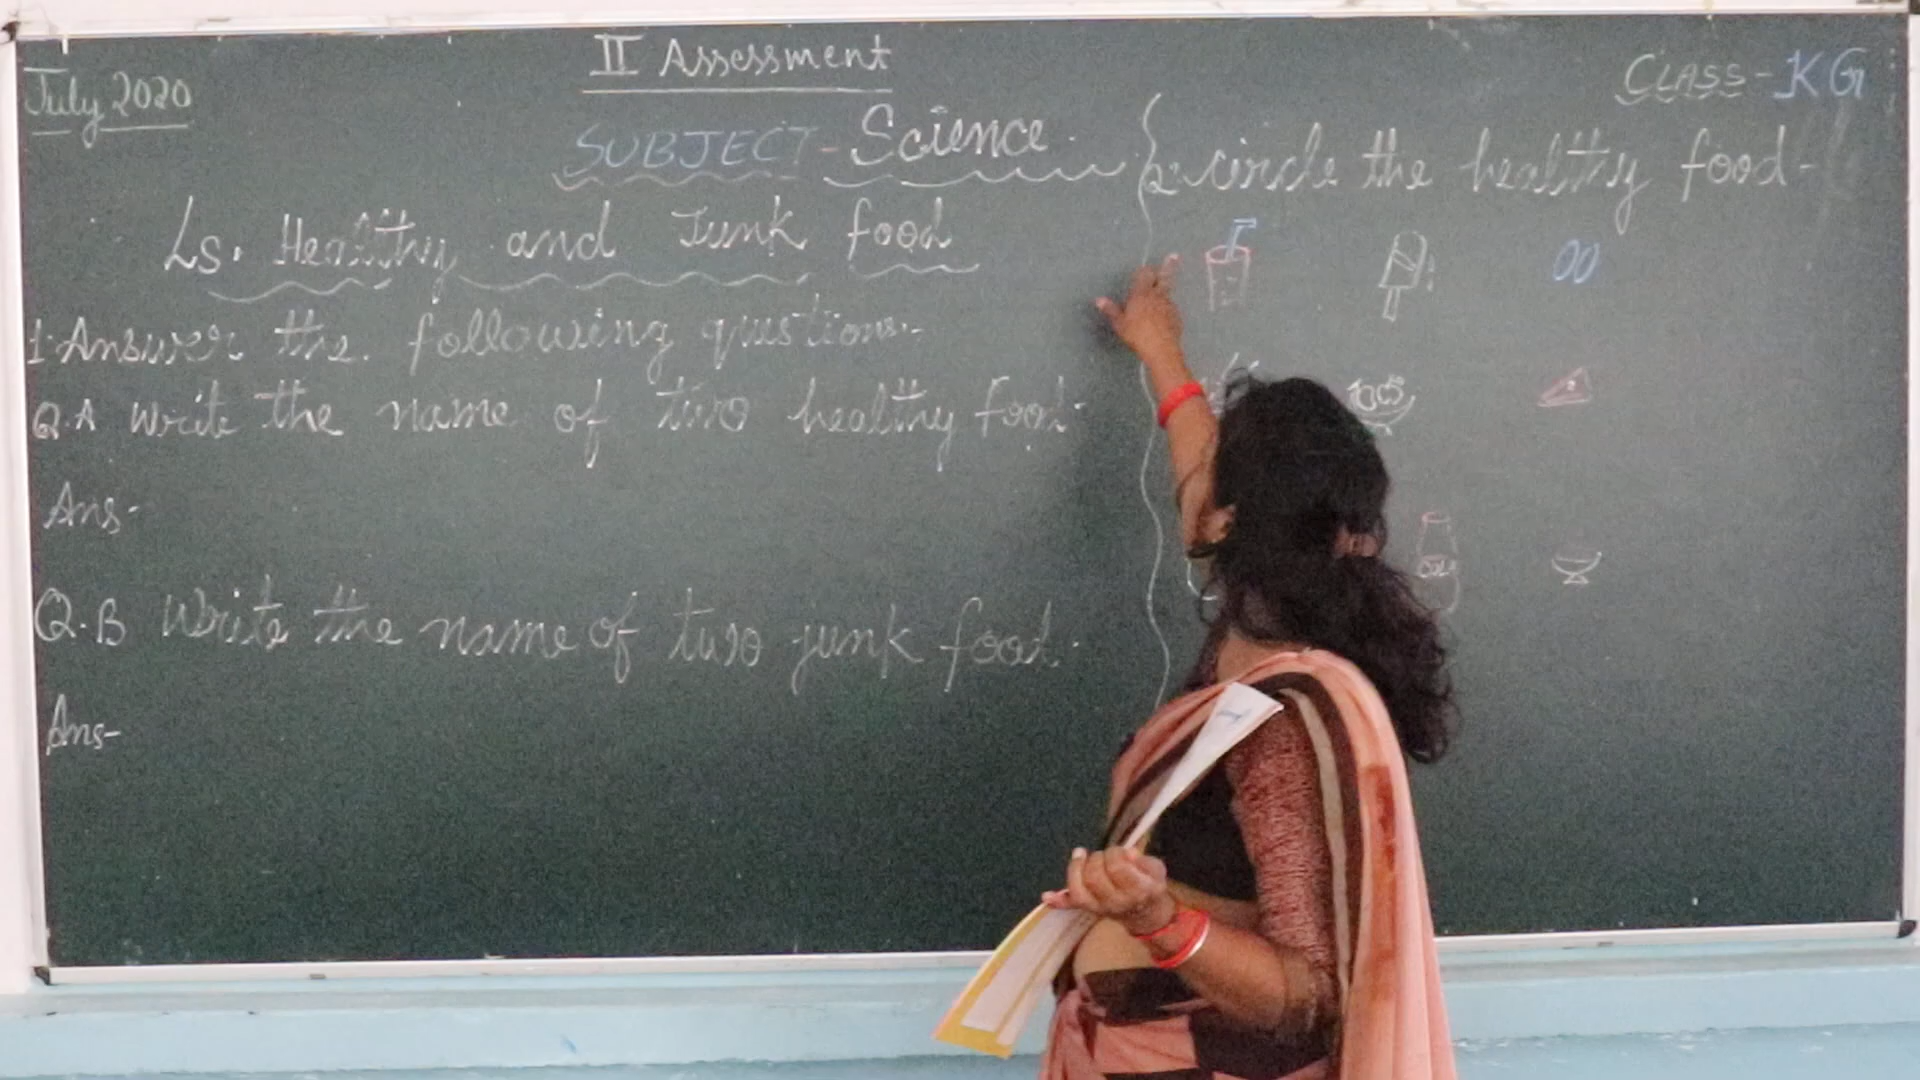 II Assessment
July 2020
CLASS - KG
SUBJECT - Science
Ls. Healthy and Junk food
1. Answer the following questions:-
Q.A Write the name of two healthy food.
Ans-
Q.B Write the name of two junk food.
Ans-
2. circle the healthy food-